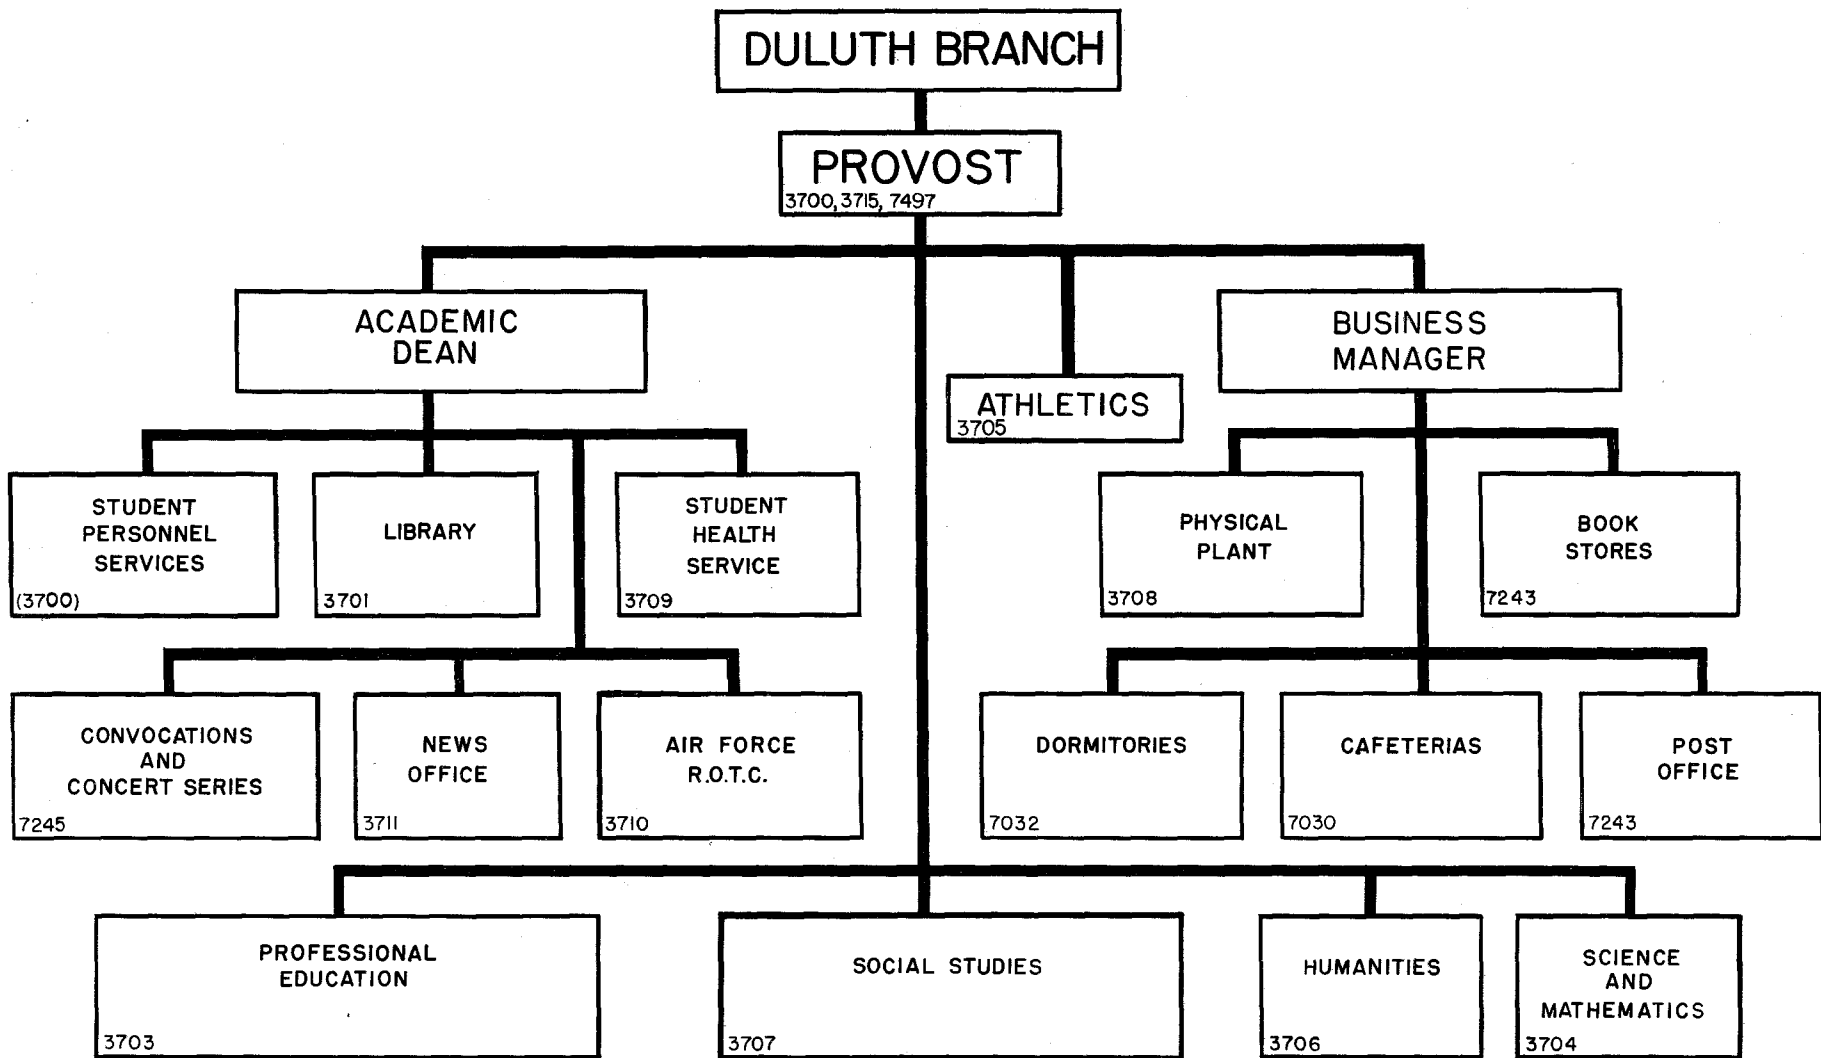 DULUTH BRANCH
PROVOST
3700, 3715, 7497
ACADEMIC
DEAN
BUSINESS
MANAGER
ATHLETICS
3705
STUDENT
PERSONNEL
SERVICES
(3700)
LIBRARY
3701
STUDENT
HEALTH
SERVICE
3709
PHYSICAL
PLANT
3708
BOOK
STORES
7243
CONVOCATIONS
AND
CONCERT SERIES
7245
NEWS
OFFICE
3711
AIR FORCE
R.O.T.C.
3710
DORMITORIES
7032
CAFETERIAS
7030
POST
OFFICE
7243
PROFESSIONAL
EDUCATION
3703
SOCIAL STUDIES
3707
HUMANITIES
3706
SCIENCE
AND
MATHEMATICS
3704